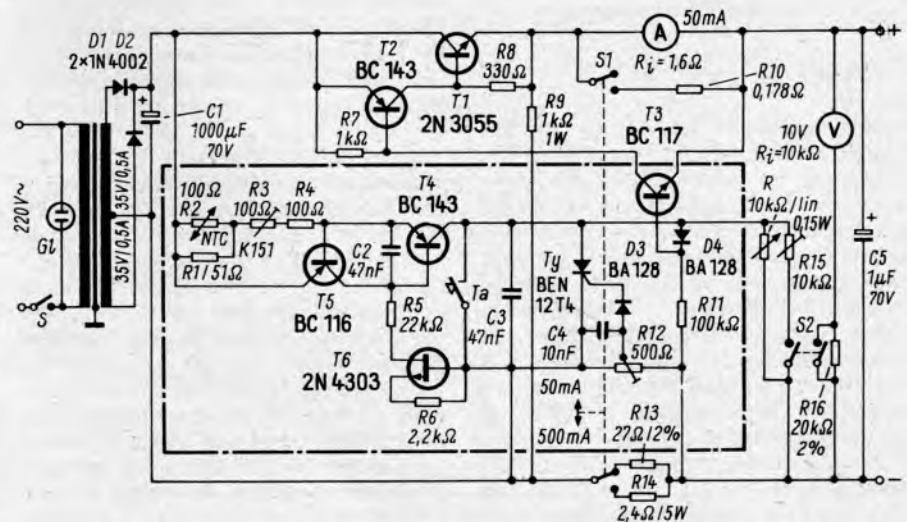 D1 D2
2×1N 4002
C1
1000µF
70V
220V~
Gl
S
35V/0,5A
35V/0,5A
T2
BC 143
R7
1kΩ
T1
2N 3055
R8
330Ω
R9
1kΩ
1W
S1
A
50mA
Ri=1,6Ω
R10
0,178Ω
T3
BC 117
10V
Ri=10kΩ
V
+
100Ω
R2
NTC
R1/51Ω
R3
100Ω
K151
R4
100Ω
T4
BC 143
C2
47nF
T5
BC 116
R5
22kΩ
Ta
C3
47nF
T6
2N 4303
R6
2,2kΩ
Ty
BEN
12T4
C4
10nF
D3
BA 128
D4
BA 128
R12
500Ω
R11
100kΩ
50mA
500mA
R13
27Ω/2%
R14
2,4Ω/5W
R
10kΩ/lin
0,15W
R15
10kΩ
S2
R16
20kΩ
2%
+
C5
1µF
70V
+
−